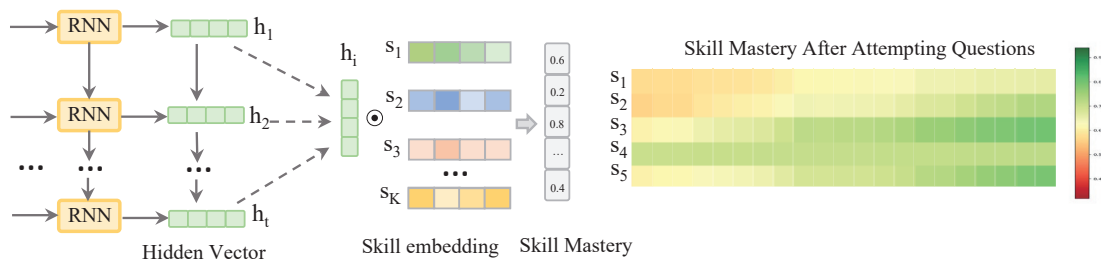 RNN
h1
RNN
h2
...
...
...
RNN
ht
Hidden Vector
hi
s1
s2
s3
...
sK
Skill embedding
0.6
0.2
0.8
...
0.4
Skill Mastery
Skill Mastery After Attempting Questions
s1
s2
s3
s4
s5